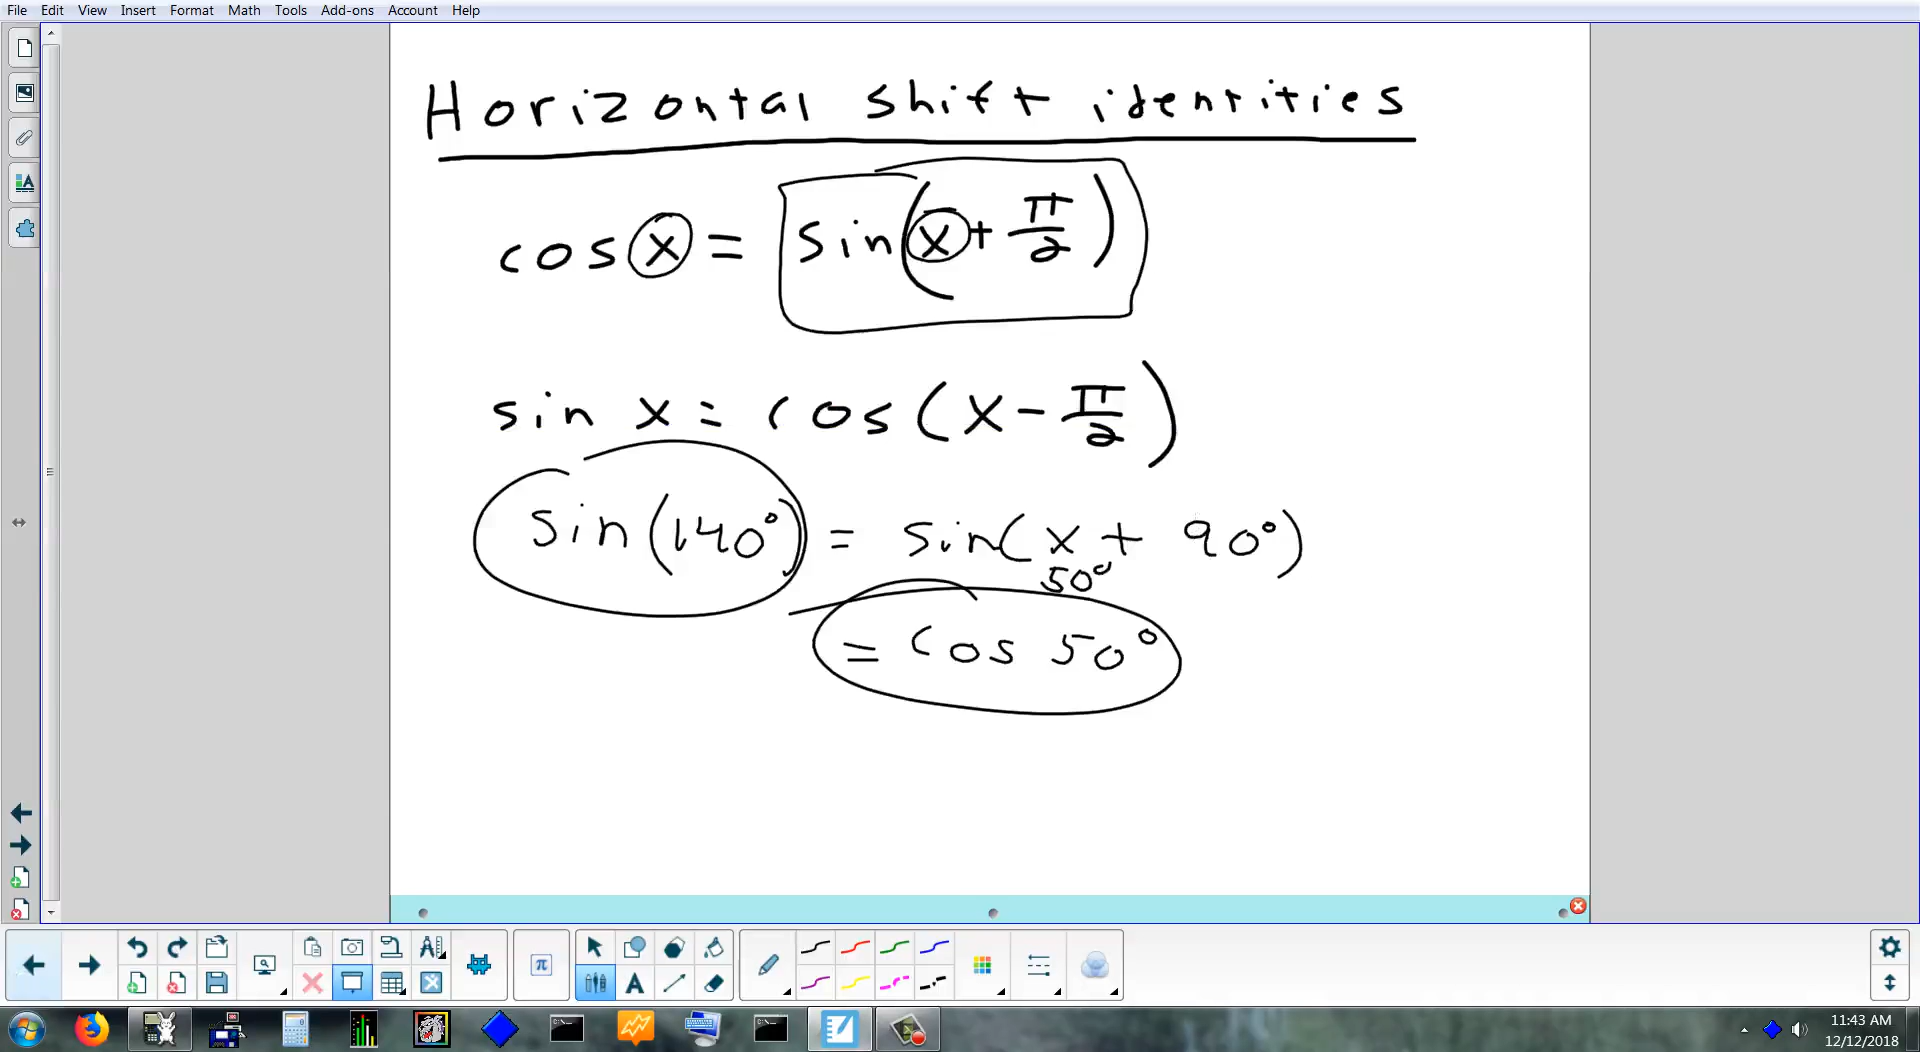 File Edit View Insert Format Math Tools Add-ons Account Help
Horizontal shift identities
cos x = sin(x + π/2)
sin x = cos(x - π/2)
sin(140°) = sin(x + 90°)
50°
= cos 50°
π
A
11:43 AM
12/12/2018